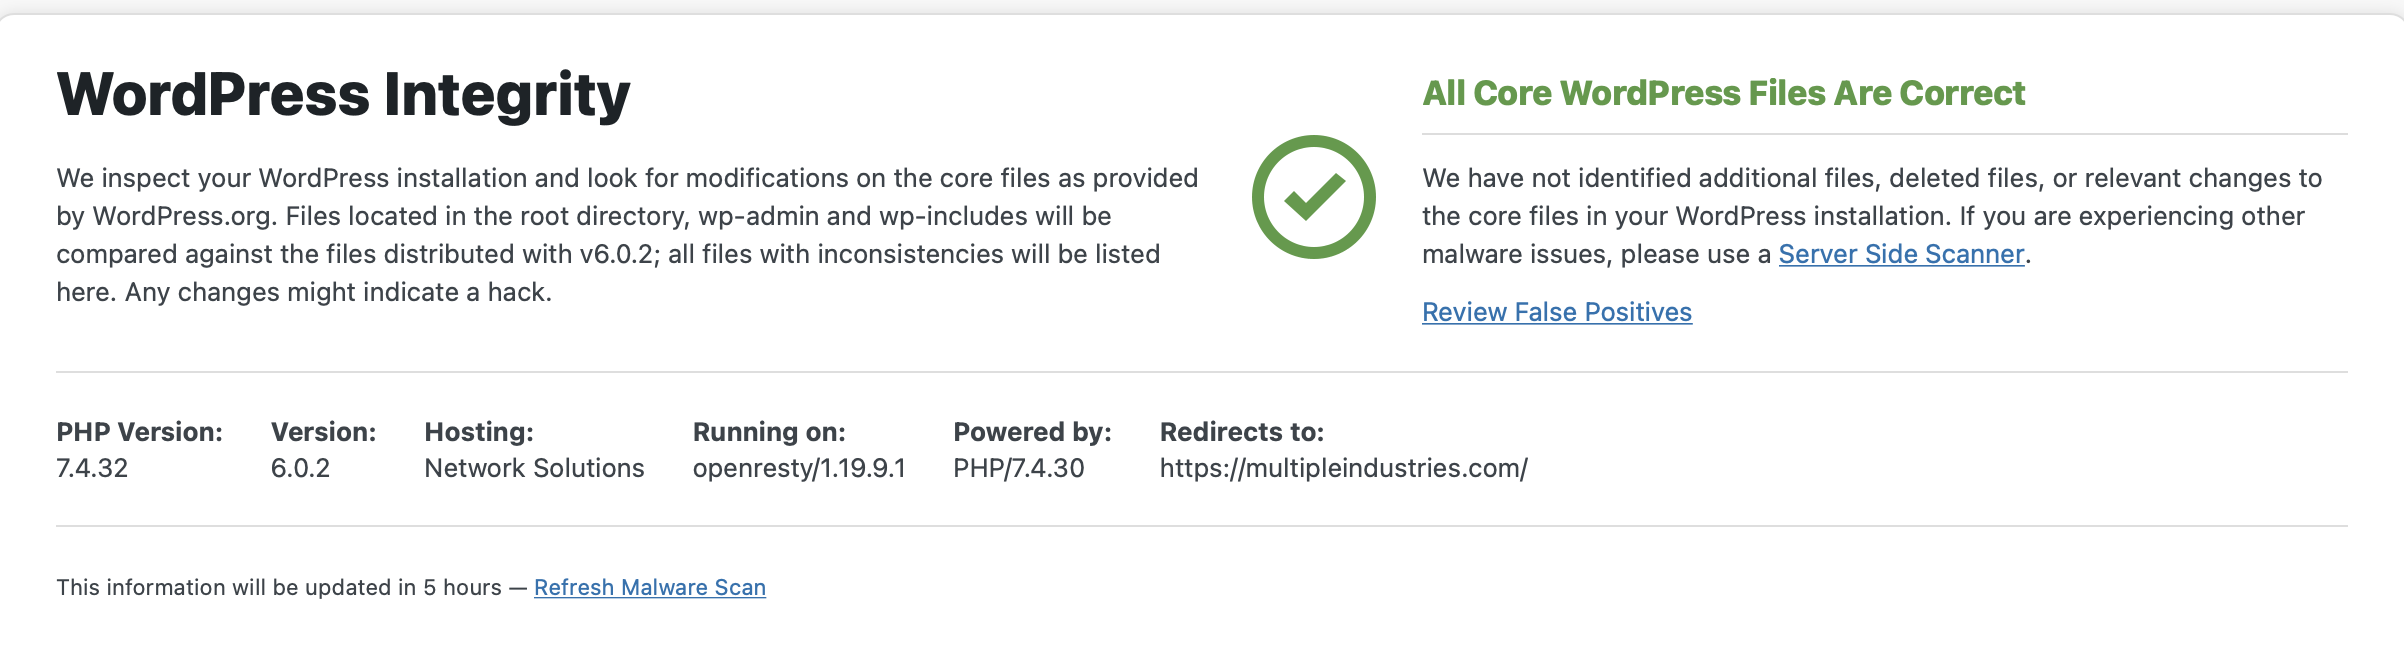 WordPress Integrity
We inspect your WordPress installation and look for modifications on the core files as provided
by WordPress.org. Files located in the root directory, wp-admin and wp-includes will be
compared against the files distributed with v6.0.2; all files with inconsistencies will be listed
here. Any changes might indicate a hack.
All Core WordPress Files Are Correct
We have not identified additional files, deleted files, or relevant changes to
the core files in your WordPress installation. If you are experiencing other
malware issues, please use a Server Side Scanner.
Review False Positives
PHP Version:
7.4.32
Version:
6.0.2
Hosting:
Network Solutions
Running on:
openresty/1.19.9.1
Powered by:
PHP/7.4.30
Redirects to:
https://multipleindustries.com/
This information will be updated in 5 hours — Refresh Malware Scan